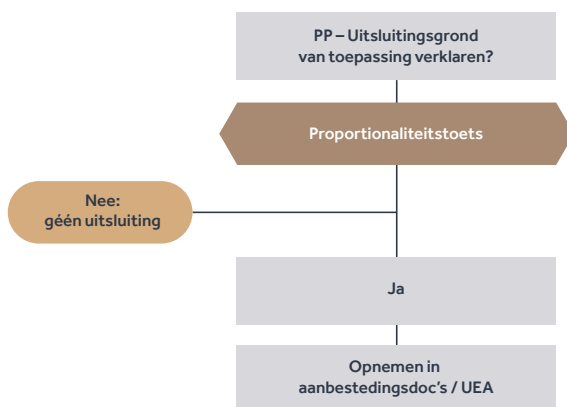 PP – Uitsluitingsgrond
van toepassing verklaren?
Proportionaliteitstoets
Nee:
géén uitsluiting
Ja
Opnemen in
aanbestedingsdoc's / UEA